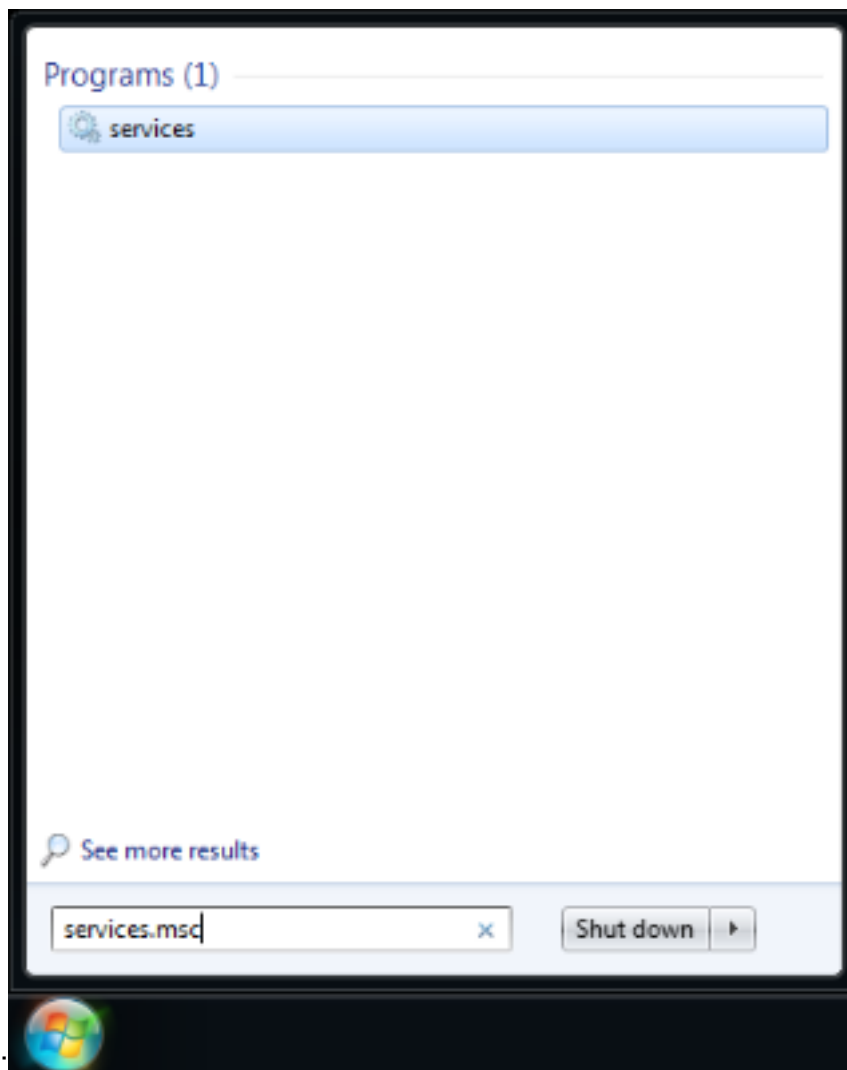 Programs (1)
services
See more results
services.msc
Shut down
.